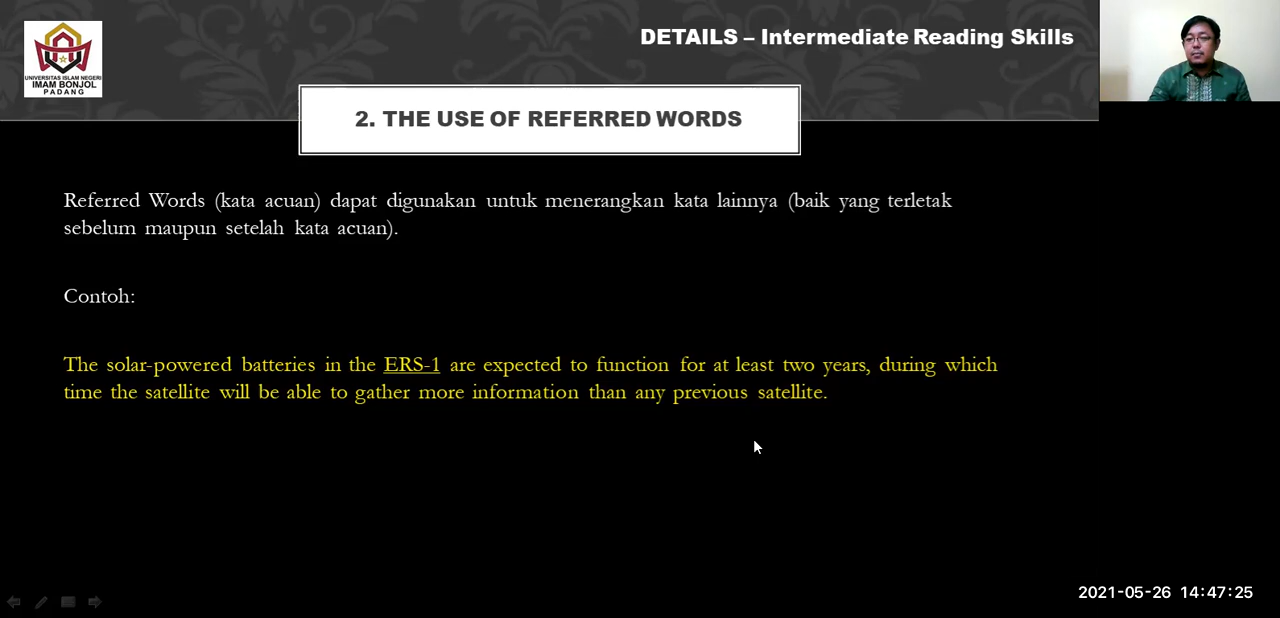 UNIVERSITAS ISLAM NEGERI
IMAM BONJOL
PADANG
DETAILS – Intermediate Reading Skills
2. THE USE OF REFERRED WORDS
Referred Words (kata acuan) dapat digunakan untuk menerangkan kata lainnya (baik yang terletak
sebelum maupun setelah kata acuan).
Contoh:
The solar-powered batteries in the ERS-1 are expected to function for at least two years, during which
time the satellite will be able to gather more information than any previous satellite.
2021-05-26 14:47:25